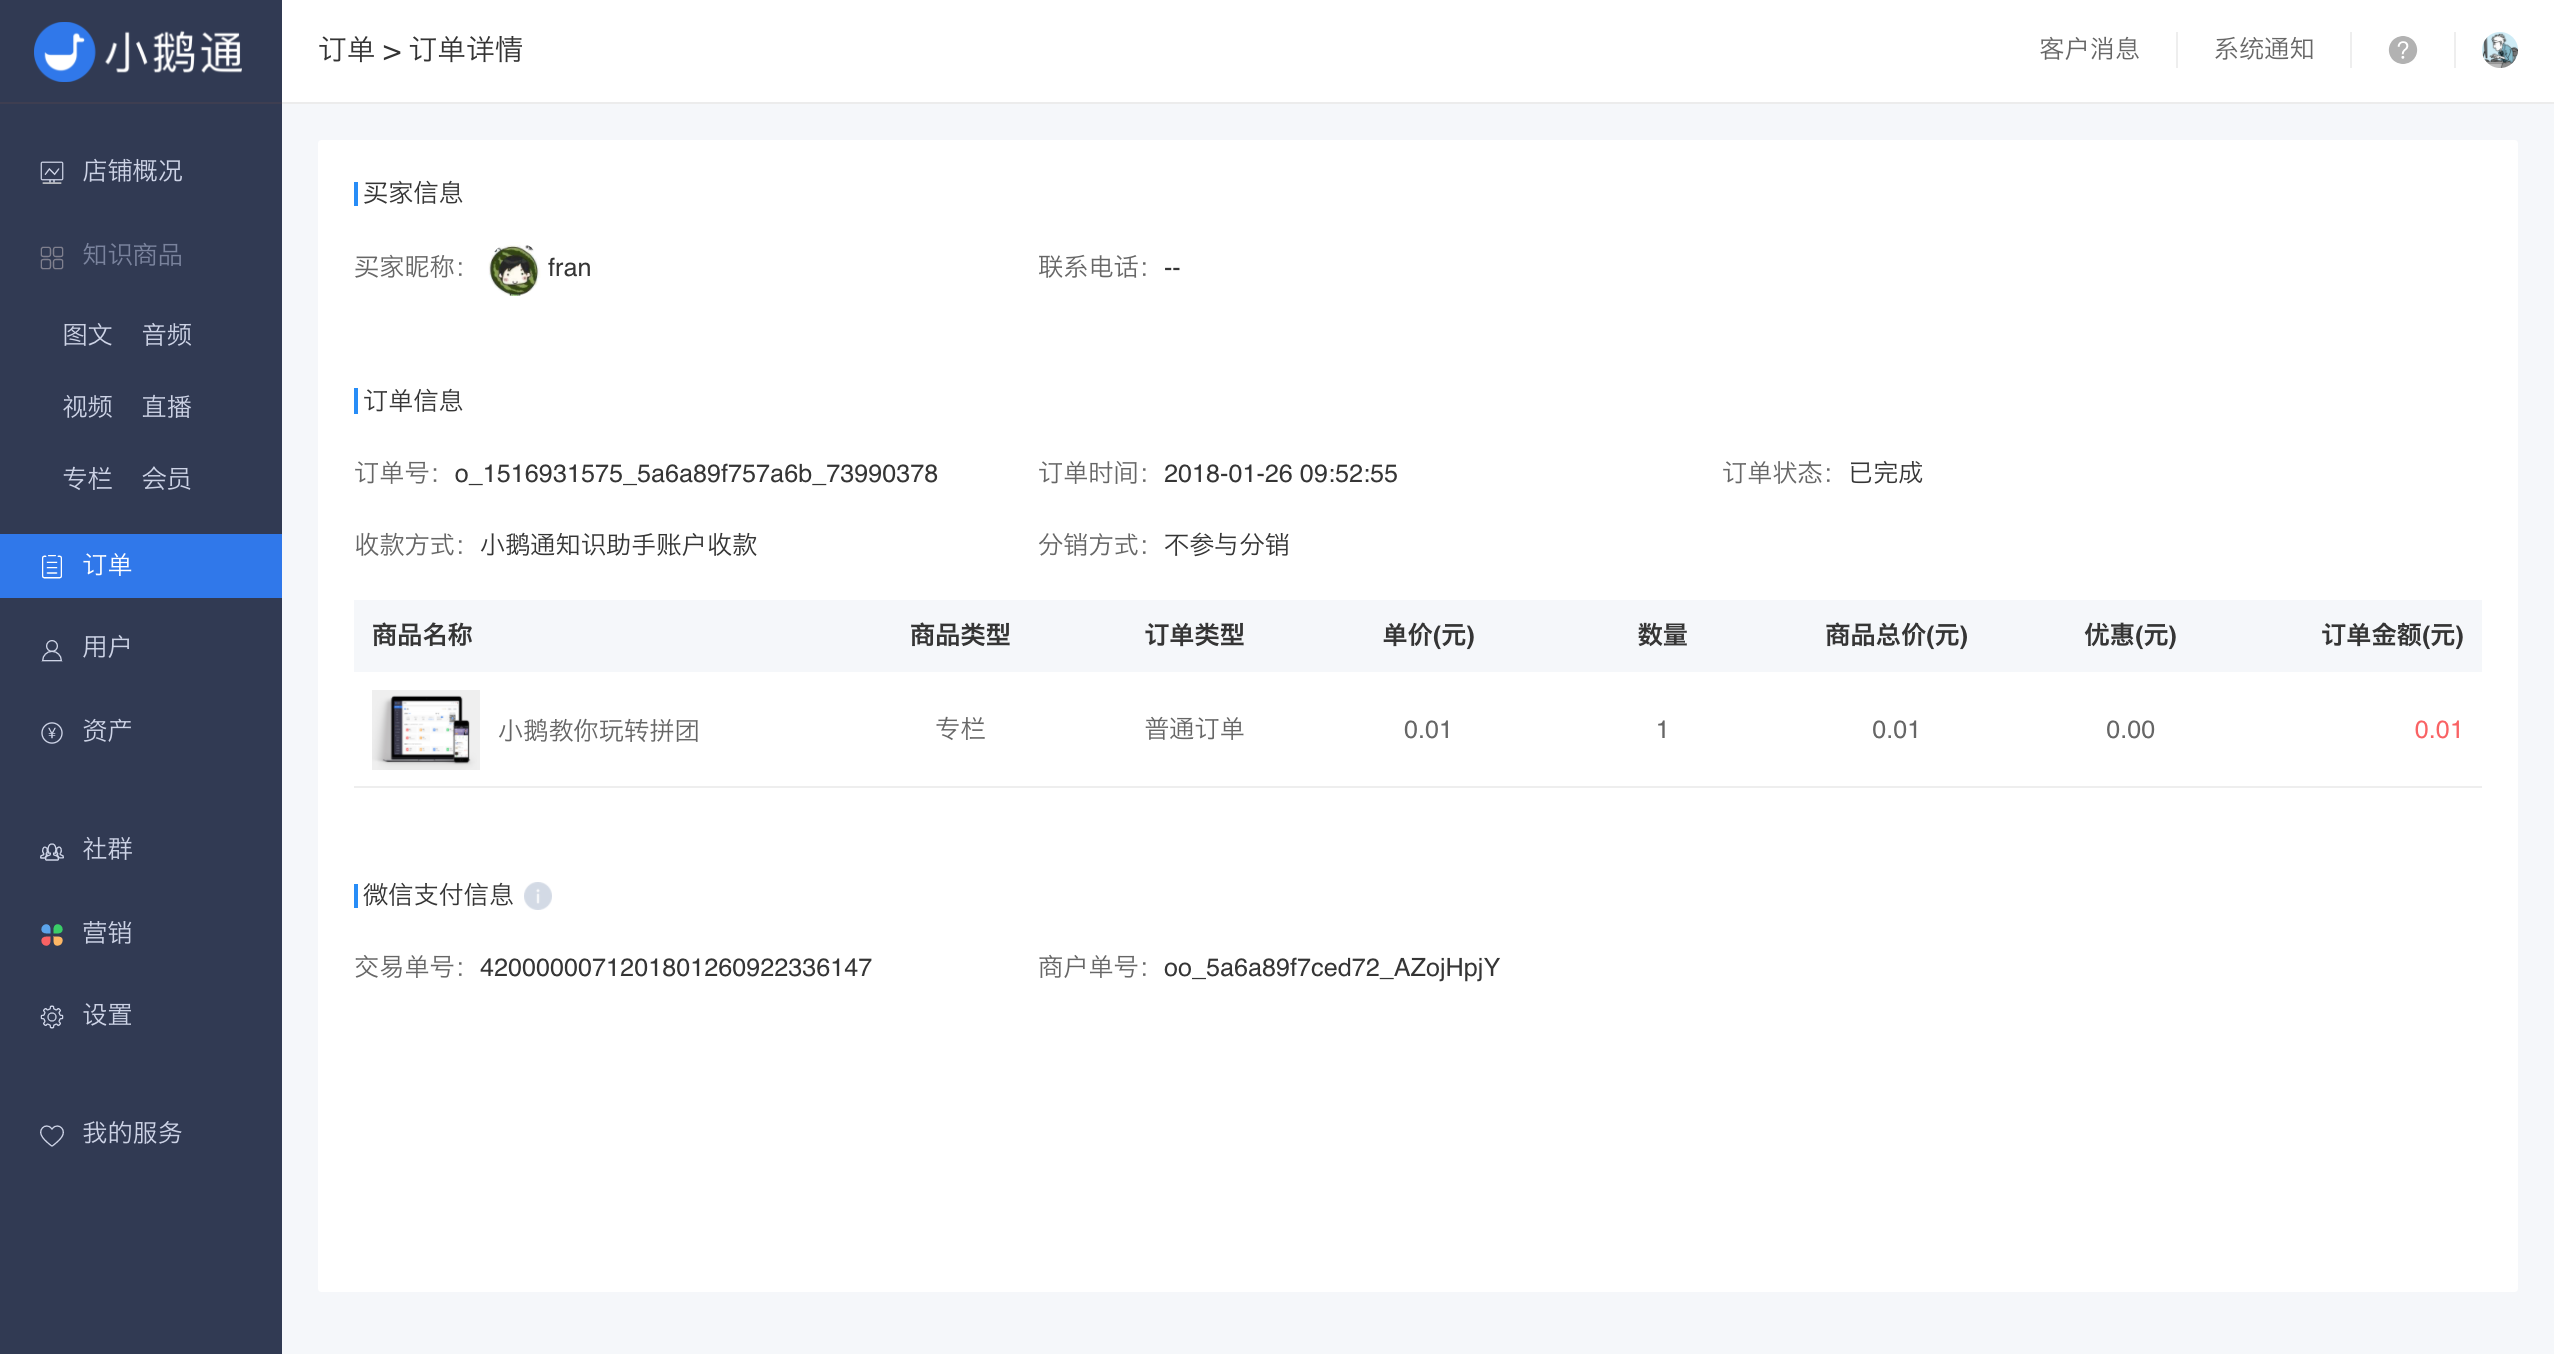 小鹅通
订单 > 订单详情
客户消息
系统通知
?
店铺概况
知识商品
图文 音频
视频 直播
专栏 会员
订单
用户
资产
社群
营销
设置
我的服务
买家信息
买家昵称： fran
联系电话： --
订单信息
订单号： o_1516931575_5a6a89f757a6b_73990378
订单时间： 2018-01-26 09:52:55
订单状态： 已完成
收款方式： 小鹅通知识助手账户收款
分销方式： 不参与分销
商品名称 商品类型 订单类型 单价(元) 数量 商品总价(元) 优惠(元) 订单金额(元)
小鹅教你玩转拼团 专栏 普通订单 0.01 1 0.01 0.00 0.01
微信支付信息 i
交易单号： 4200000071201801260922336147
商户单号： oo_5a6a89f7ced72_AZojHpjY